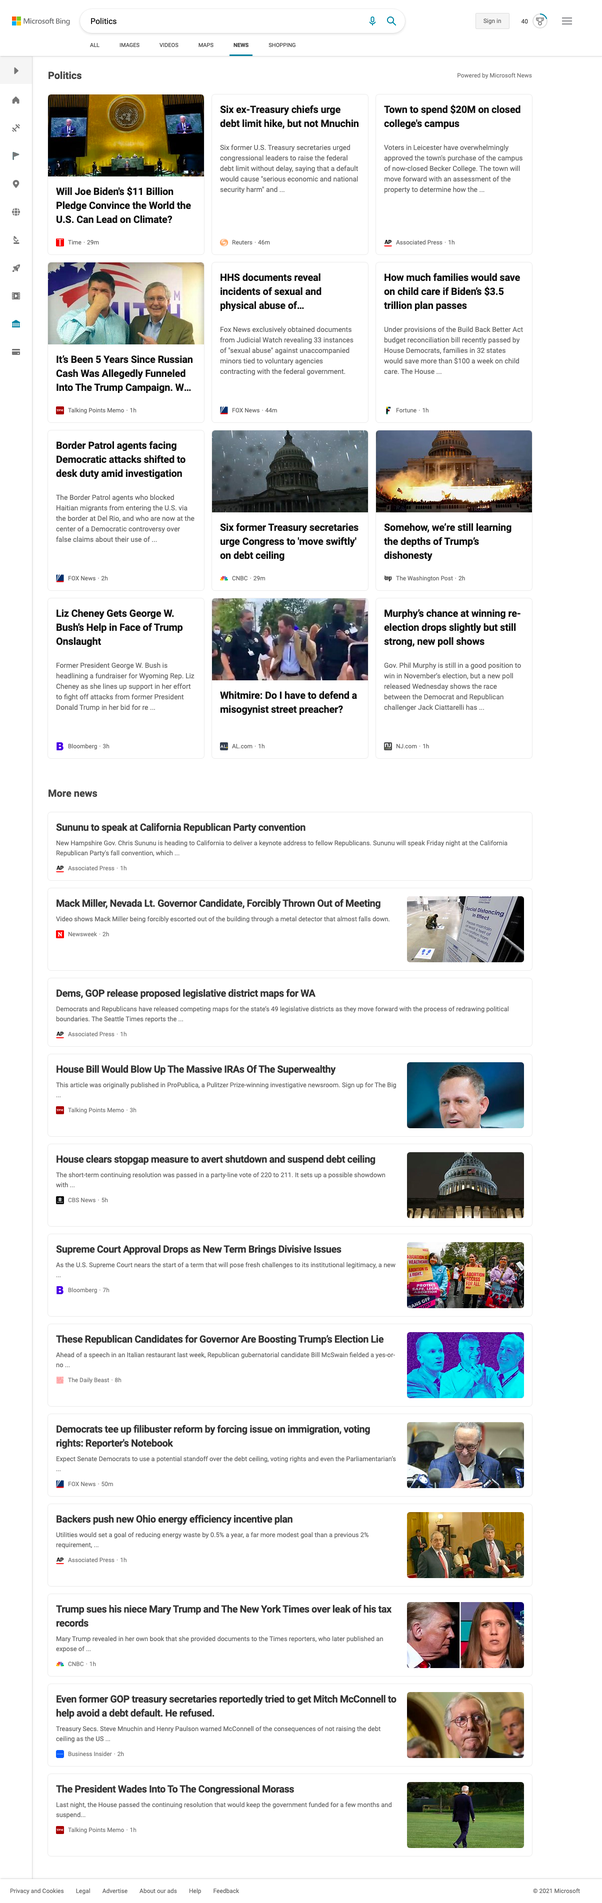 Microsoft Bing
Politics
Sign in
40
ALL
IMAGES
VIDEOS
MAPS
NEWS
SHOPPING
Politics
Powered by Microsoft News
Will Joe Biden's $11 Billion
Pledge Convince the World the
U.S. Can Lead on Climate?
Time · 29m
Six ex-Treasury chiefs urge
debt limit hike, but not Mnuchin
Six former U.S. Treasury secretaries urged
congressional leaders to raise the federal
debt limit without delay, saying that a default
would cause "serious economic and national
security harm" and ...
Reuters · 46m
Town to spend $20M on closed
college's campus
Voters in Leicester have overwhelmingly
approved the town's purchase of the campus
of now-closed Becker College. The town will
move forward with an assessment of the
property to determine how the ...
AP
Associated Press · 1h
It's Been 5 Years Since Russian
Cash Was Allegedly Funneled
Into The Trump Campaign. W...
Talking Points Memo · 1h
HHS documents reveal
incidents of sexual and
physical abuse of...
Fox News exclusively obtained documents
from Judicial Watch revealing 33 instances
of "sexual abuse" against unaccompanied
minors tied to voluntary agencies
contracting with the federal government.
FOX News · 44m
How much families would save
on child care if Biden's $3.5
trillion plan passes
Under provisions of the Build Back Better Act
budget reconciliation bill recently passed by
House Democrats, families in 32 states
would save more than $100 a week on child
care. The House ...
Fortune · 1h
Border Patrol agents facing
Democratic attacks shifted to
desk duty amid investigation
The Border Patrol agents who blocked
Haitian migrants from entering the U.S. via
the border at Del Rio, and who are now at the
center of a Democratic controversy over
false claims about their use of ...
FOX News · 2h
Six former Treasury secretaries
urge Congress to 'move swiftly'
on debt ceiling
CNBC · 29m
Somehow, we're still learning
the depths of Trump's
dishonesty
wp
The Washington Post · 2h
Liz Cheney Gets George W.
Bush's Help in Face of Trump
Onslaught
Former President George W. Bush is
headlining a fundraiser for Wyoming Rep. Liz
Cheney as she lines up support in her effort
to fight off attacks from former President
Donald Trump in her bid for re ...
B
Bloomberg · 3h
Whitmire: Do I have to defend a
misogynist street preacher?
AL.com · 1h
Murphy's chance at winning re-
election drops slightly but still
strong, new poll shows
Gov. Phil Murphy is still in a good position to
win in November's election, but a new poll
released Wednesday shows the race
between the Democrat and Republican
challenger Jack Ciattarelli has ...
NJ.com · 1h
More news
Sununu to speak at California Republican Party convention
New Hampshire Gov. Chris Sununu is heading to California to deliver a keynote address to fellow Republicans. Sununu will speak Friday night at the California
Republican Party's fall convention, which ...
AP
Associated Press · 1h
Mack Miller, Nevada Lt. Governor Candidate, Forcibly Thrown Out of Meeting
Video shows Mack Miller being forcibly escorted out of the building through a metal detector that almost falls down.
N
Newsweek · 2h
Social Distancing
in Effect
Dems, GOP release proposed legislative district maps for WA
Democrats and Republicans have released competing maps for the state's 49 legislative districts as they move forward with the process of redrawing political
boundaries. The Seattle Times reports the ...
AP
Associated Press · 1h
House Bill Would Blow Up The Massive IRAs Of The Superwealthy
This article was originally published in ProPublica, a Pulitzer Prize-winning investigative newsroom. Sign up for The Big
...
Talking Points Memo · 3h
House clears stopgap measure to avert shutdown and suspend debt ceiling
The short-term continuing resolution was passed in a party-line vote of 220 to 211. It sets up a possible showdown
with ...
CBS News · 5h
Supreme Court Approval Drops as New Term Brings Divisive Issues
As the U.S. Supreme Court nears the start of a term that will pose fresh challenges to its institutional legitimacy, a new
...
B
Bloomberg · 7h
These Republican Candidates for Governor Are Boosting Trump's Election Lie
Ahead of a speech in an Italian restaurant last week, Republican gubernatorial candidate Bill McSwain fielded a yes-or-
no ...
The Daily Beast · 8h
Democrats tee up filibuster reform by forcing issue on immigration, voting
rights: Reporter's Notebook
Expect Senate Democrats to use a potential standoff over the debt ceiling, voting rights and even the Parliamentarian's
...
FOX News · 50m
Backers push new Ohio energy efficiency incentive plan
Utilities would set a goal of reducing energy waste by 0.5% a year, a far more modest goal than a previous 2%
requirement, ...
AP
Associated Press · 1h
Trump sues his niece Mary Trump and The New York Times over leak of his tax
records
Mary Trump revealed in her own book that she provided documents to the Times reporters, who later published an
expose of ...
CNBC · 1h
Even former GOP treasury secretaries reportedly tried to get Mitch McConnell to
help avoid a debt default. He refused.
Treasury Secs. Steve Mnuchin and Henry Paulson warned McConnell of the consequences of not raising the debt
ceiling as the US ...
Business Insider · 2h
The President Wades Into To The Congressional Morass
Last night, the House passed the continuing resolution that would keep the government funded for a few months and
suspend...
Talking Points Memo · 1h
Privacy and Cookies
Legal
Advertise
About our ads
Help
Feedback
© 2021 Microsoft